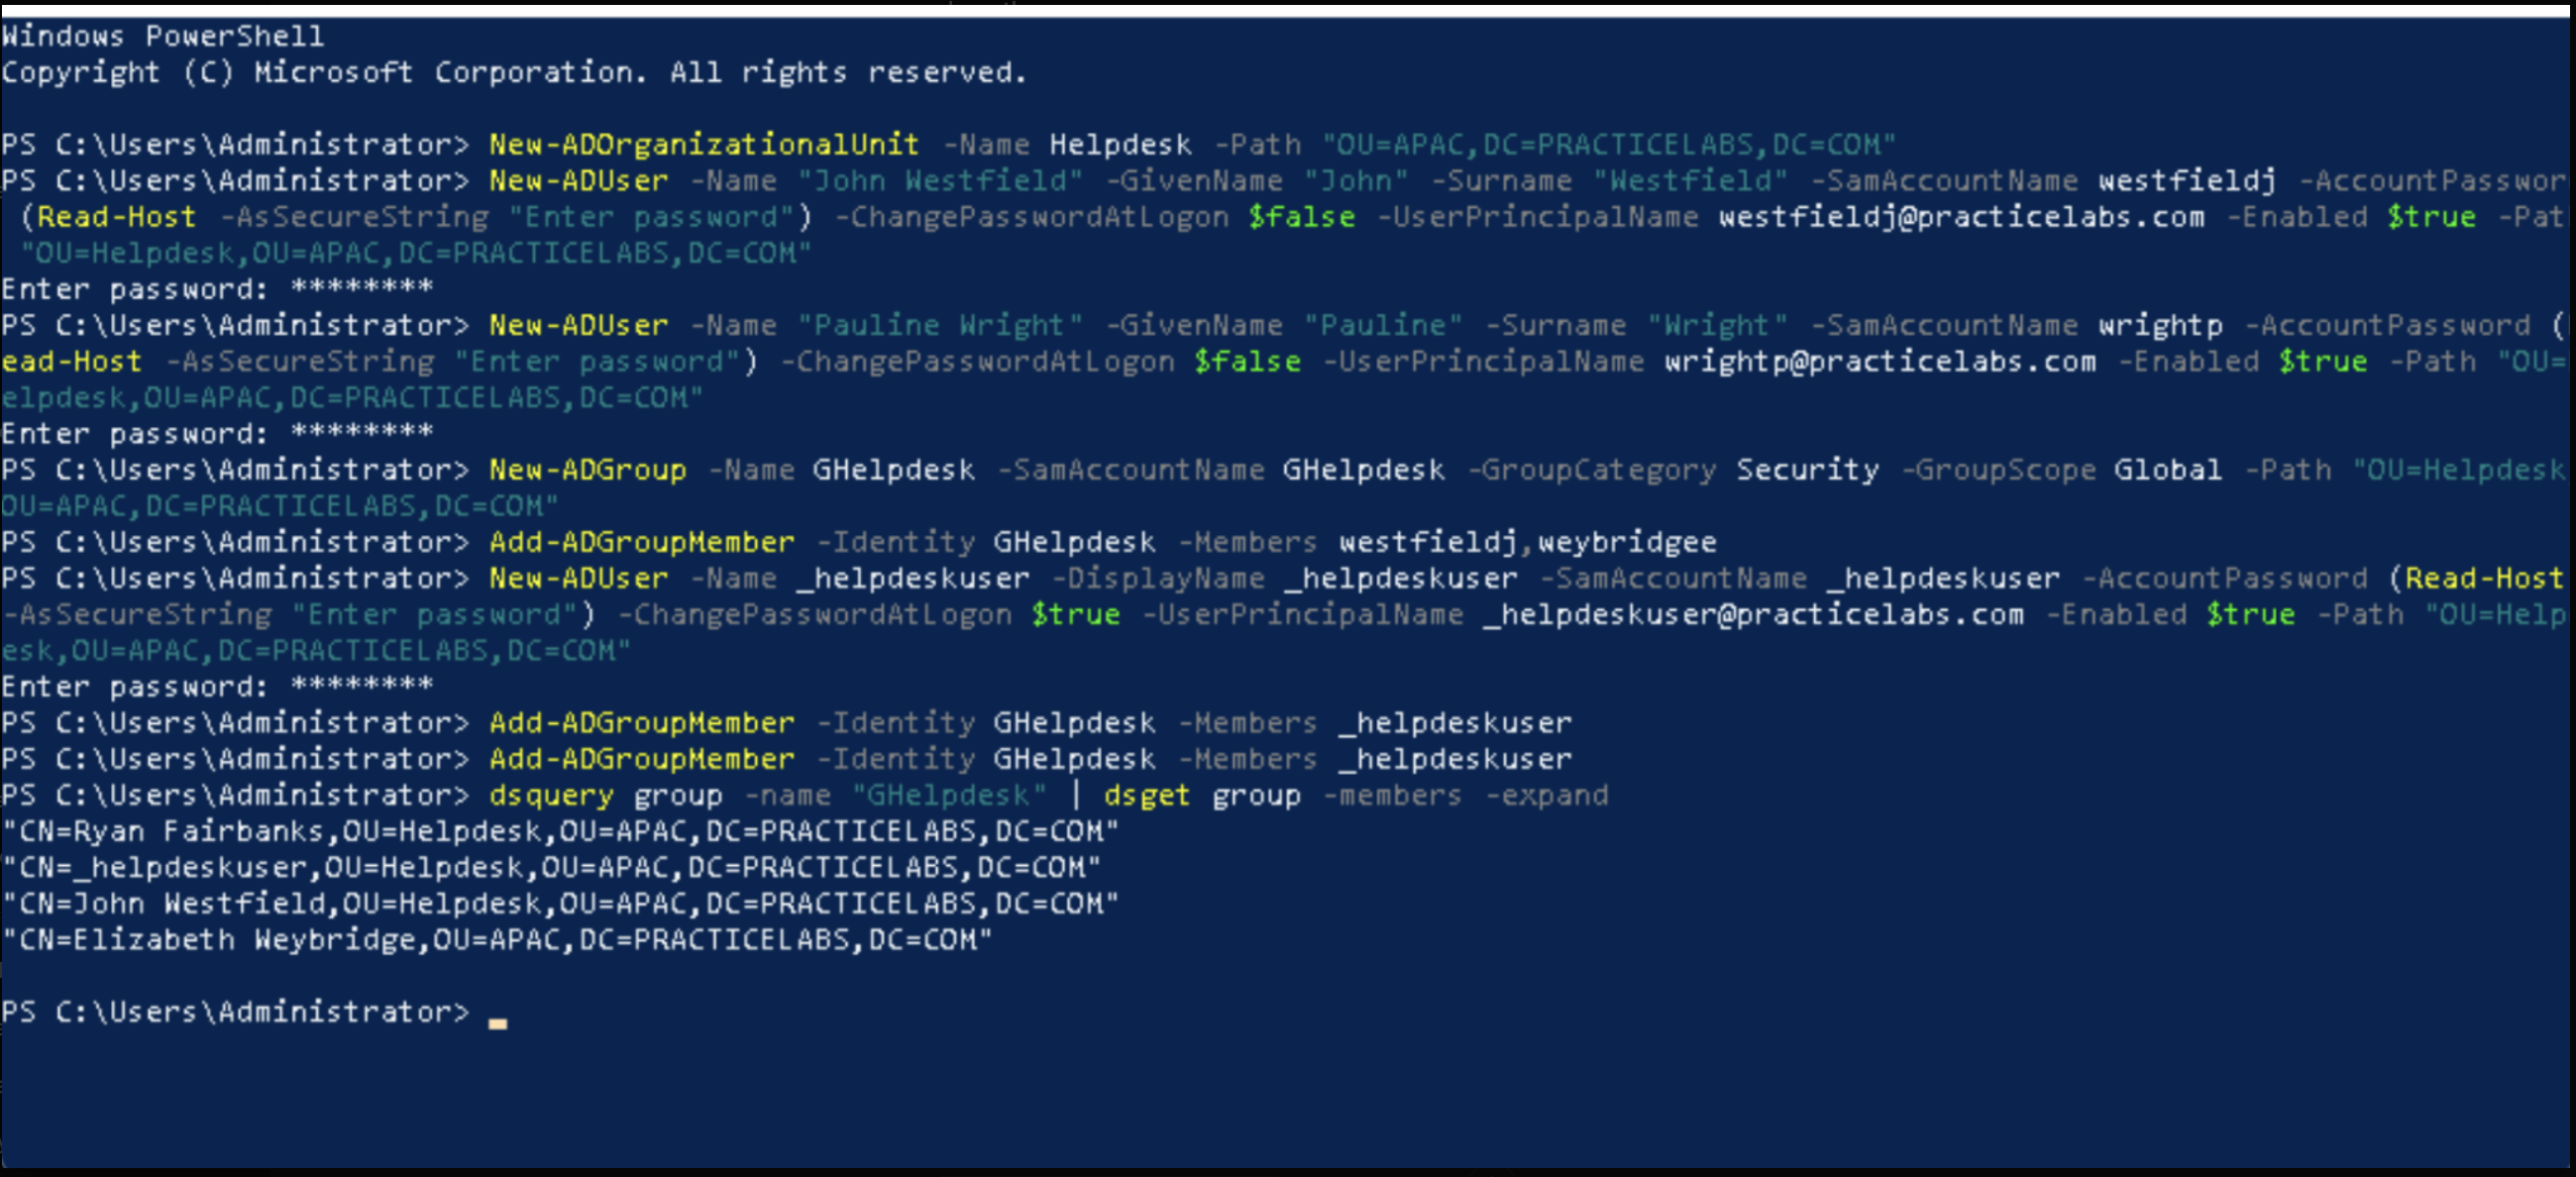 Windows PowerShell
Copyright (C) Microsoft Corporation. All rights reserved.
PS C:\Users\Administrator> New-ADOrganizationalUnit -Name Helpdesk -Path "OU=APAC,DC=PRACTICELABS,DC=COM"
PS C:\Users\Administrator> New-ADUser -Name "John Westfield" -GivenName "John" -Surname "Westfield" -SamAccountName westfieldj -AccountPasswor
(Read-Host -AsSecureString "Enter password") -ChangePasswordAtLogon $false -UserPrincipalName westfieldj@practicelabs.com -Enabled $true -Pat
"OU=Helpdesk,OU=APAC,DC=PRACTICELABS,DC=COM"
Enter password: ********
PS C:\Users\Administrator> New-ADUser -Name "Pauline Wright" -GivenName "Pauline" -Surname "Wright" -SamAccountName wrightp -AccountPassword (
ead-Host -AsSecureString "Enter password") -ChangePasswordAtLogon $false -UserPrincipalName wrightp@practicelabs.com -Enabled $true -Path "OU=
elpdesk,OU=APAC,DC=PRACTICELABS,DC=COM"
Enter password: ********
PS C:\Users\Administrator> New-ADGroup -Name GHelpdesk -SamAccountName GHelpdesk -GroupCategory Security -GroupScope Global -Path "OU=Helpdesk
OU=APAC,DC=PRACTICELABS,DC=COM"
PS C:\Users\Administrator> Add-ADGroupMember -Identity GHelpdesk -Members westfieldj,weybridgee
PS C:\Users\Administrator> New-ADUser -Name _helpdeskuser -DisplayName _helpdeskuser -SamAccountName _helpdeskuser -AccountPassword (Read-Host
-AsSecureString "Enter password") -ChangePasswordAtLogon $true -UserPrincipalName _helpdeskuser@practicelabs.com -Enabled $true -Path "OU=Help
esk,OU=APAC,DC=PRACTICELABS,DC=COM"
Enter password: ********
PS C:\Users\Administrator> Add-ADGroupMember -Identity GHelpdesk -Members _helpdeskuser
PS C:\Users\Administrator> Add-ADGroupMember -Identity GHelpdesk -Members _helpdeskuser
PS C:\Users\Administrator> dsquery group -name "GHelpdesk" | dsget group -members -expand
"CN=Ryan Fairbanks,OU=Helpdesk,OU=APAC,DC=PRACTICELABS,DC=COM"
"CN=_helpdeskuser,OU=Helpdesk,OU=APAC,DC=PRACTICELABS,DC=COM"
"CN=John Westfield,OU=Helpdesk,OU=APAC,DC=PRACTICELABS,DC=COM"
"CN=Elizabeth Weybridge,OU=APAC,DC=PRACTICELABS,DC=COM"
PS C:\Users\Administrator>